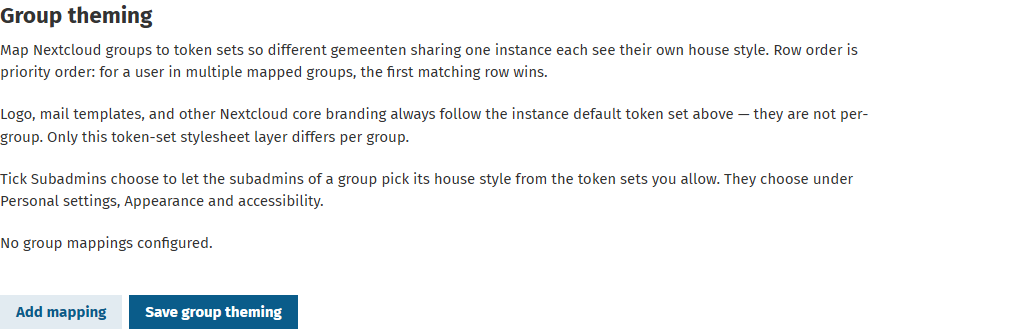 Group theming
Map Nextcloud groups to token sets so different gemeenten sharing one instance each see their own house style. Row order is
priority order: for a user in multiple mapped groups, the first matching row wins.
Logo, mail templates, and other Nextcloud core branding always follow the instance default token set above — they are not per-
group. Only this token-set stylesheet layer differs per group.
Tick Subadmins choose to let the subadmins of a group pick its house style from the token sets you allow. They choose under
Personal settings, Appearance and accessibility.
No group mappings configured.
Add mapping
Save group theming